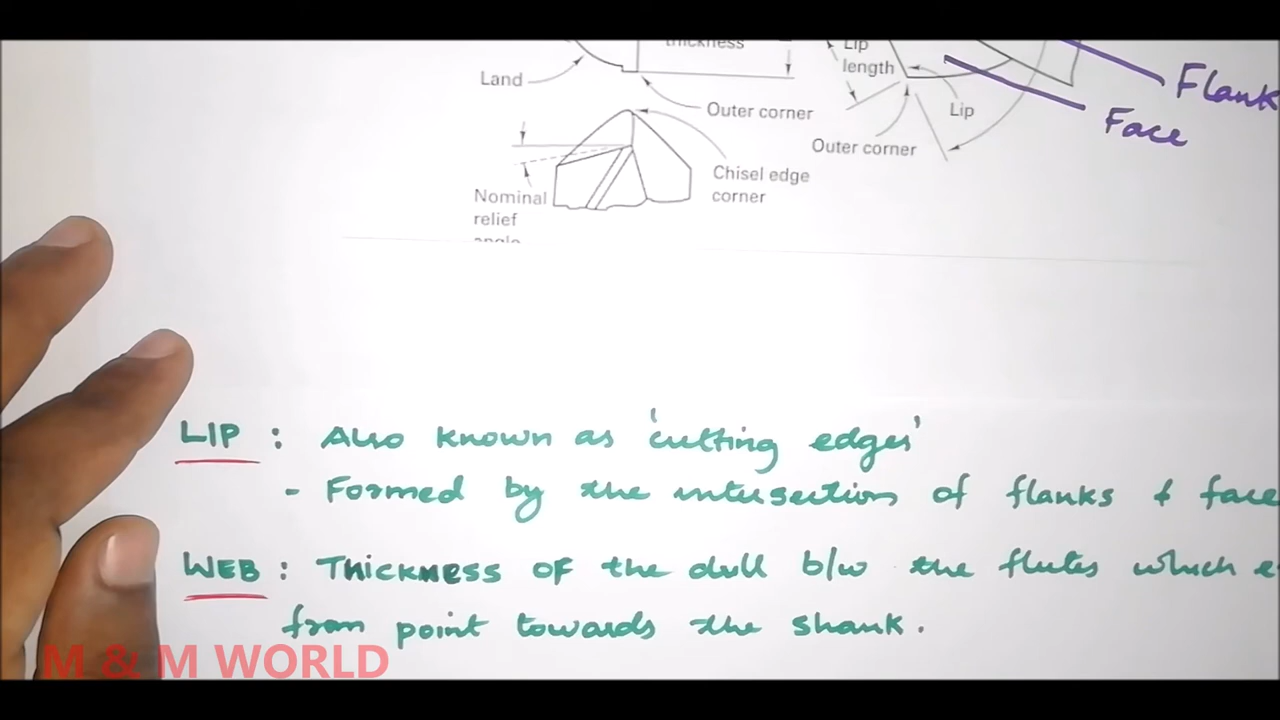 thickness
Lip
length
Flank
Land
Outer corner
Lip
Face
Outer corner
Chisel edge
corner
Nominal
relief
angle
LIP : Also known as 'cutting edges'
- Formed by the intersection of flanks & face
WEB : Thickness of the drill b/w the flutes which e
from point towards the shank.
M & M WORLD